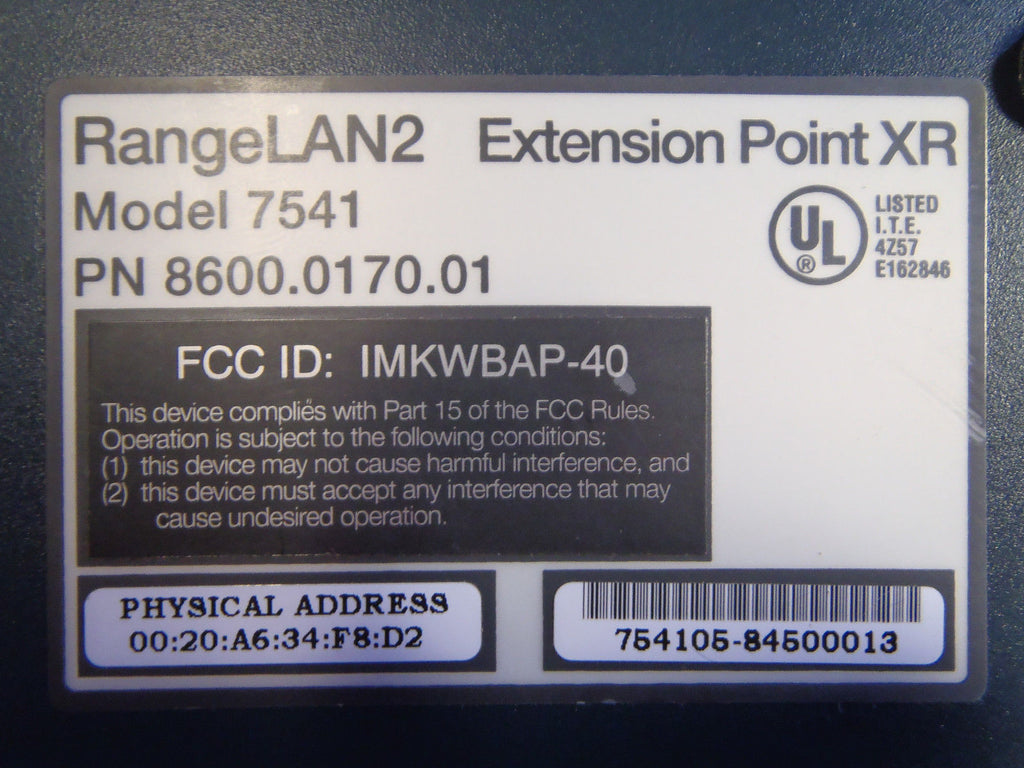 RangeLAN2 Extension Point XR
Model 7541
PN 8600.0170.01
UL ®
LISTED
I.T.E.
4Z57
E162846
FCC ID: IMKWBAP-40
This device complies with Part 15 of the FCC Rules.
Operation is subject to the following conditions:
(1) this device may not cause harmful interference, and
(2) this device must accept any interference that may
cause undesired operation.
PHYSICAL ADDRESS
00:20:A6:34:F8:D2
754105-84500013